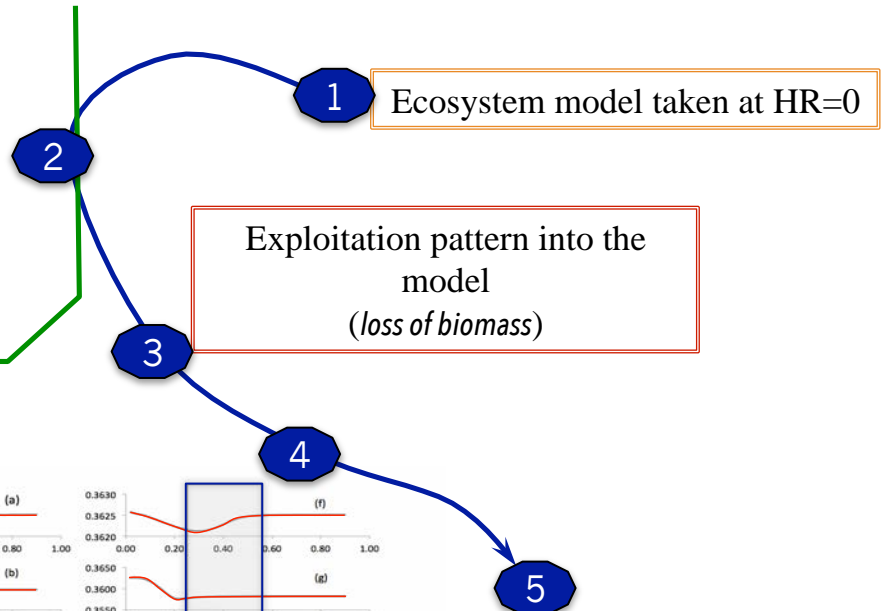 1
Ecosystem model taken at HR=0
2
Exploitation pattern into the
model
(loss of biomass)
3
4
(a)
0.80 1.00
(b)
0.3630
0.3625
0.3620
(f)
0.00 0.20 0.40 0.60 0.80 1.00
0.3650
0.3600
0.3550
(g)
5